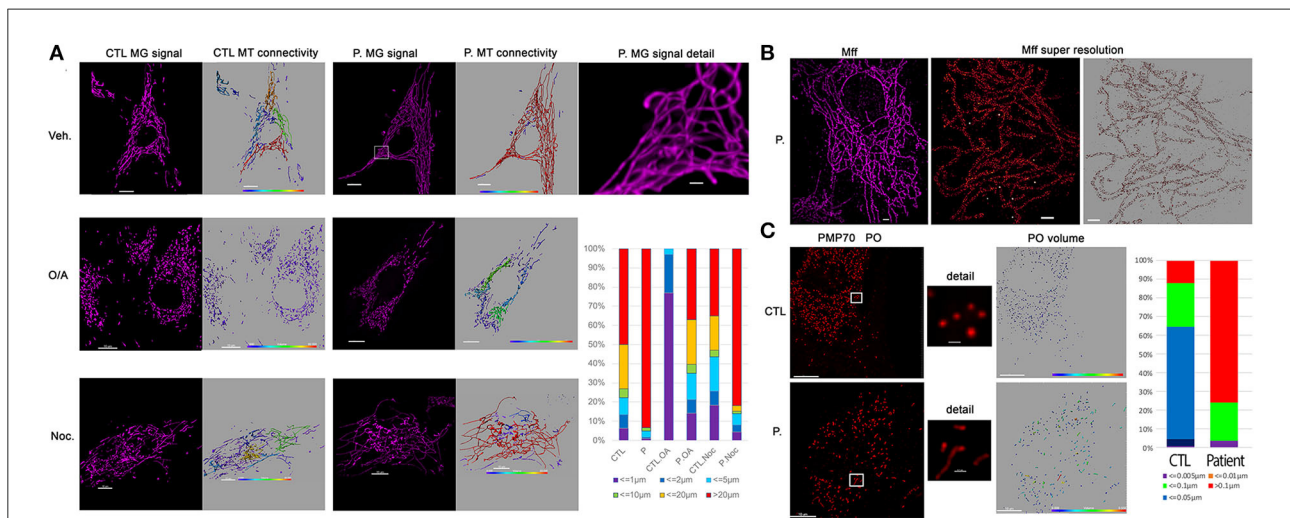 A
CTL MG signal
CTL MT connectivity
P. MG signal
P. MT connectivity
P. MG signal detail
Veh.
O/A
Noc.
100%
90%
80%
70%
60%
50%
40%
30%
20%
10%
0%
CTL
P
CTL.OA
P.OA
CTL.Noc
P.Noc
<=1µm
<=2µm
<=5µm
<=10µm
<=20µm
>20µm
B
Mff
Mff super resolution
P.
C
PMP70 PO
PO volume
detail
CTL
detail
P.
100%
90%
80%
70%
60%
50%
40%
30%
20%
10%
0%
CTL
Patient
<=0.005µm
<=0.01µm
<=0.1µm
>0.1µm
<=0.05µm